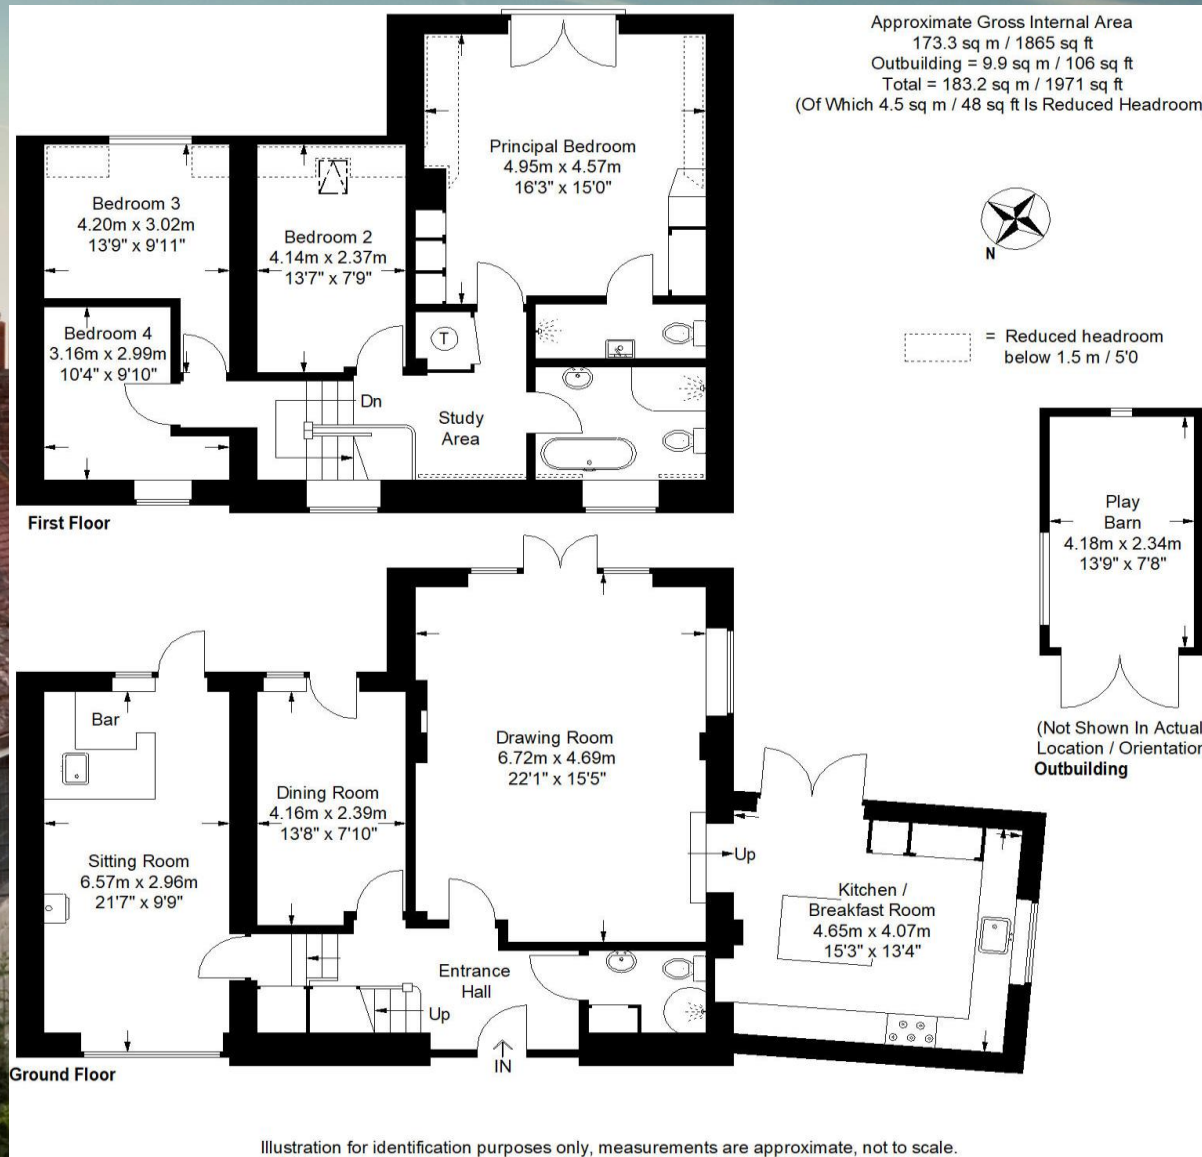 Approximate Gross Internal Area
173.3 sq m / 1865 sq ft
Outbuilding = 9.9 sq m / 106 sq ft
Total = 183.2 sq m / 1971 sq ft
(Of Which 4.5 sq m / 48 sq ft Is Reduced Headroom
Principal Bedroom
4.95m x 4.57m
16'3" x 15'0"
Bedroom 3
4.20m x 3.02m
13'9" x 9'11"
Bedroom 2
4.14m x 2.37m
13'7" x 7'9"
N
Bedroom 4
3.16m x 2.99m
10'4" x 9'10"
T
= Reduced headroom
below 1.5 m / 5'0
Dn
Study
Area
First Floor
Play
Barn
4.18m x 2.34m
13'9" x 7'8"
(Not Shown In Actual
Location / Orientation
Outbuilding
Bar
Drawing Room
6.72m x 4.69m
22'1" x 15'5"
Dining Room
4.16m x 2.39m
13'8" x 7'10"
Sitting Room
6.57m x 2.96m
21'7" x 9'9"
Up
Kitchen /
Breakfast Room
4.65m x 4.07m
15'3" x 13'4"
Entrance
Hall
Up
IN
Ground Floor
Illustration for identification purposes only, measurements are approximate, not to scale.